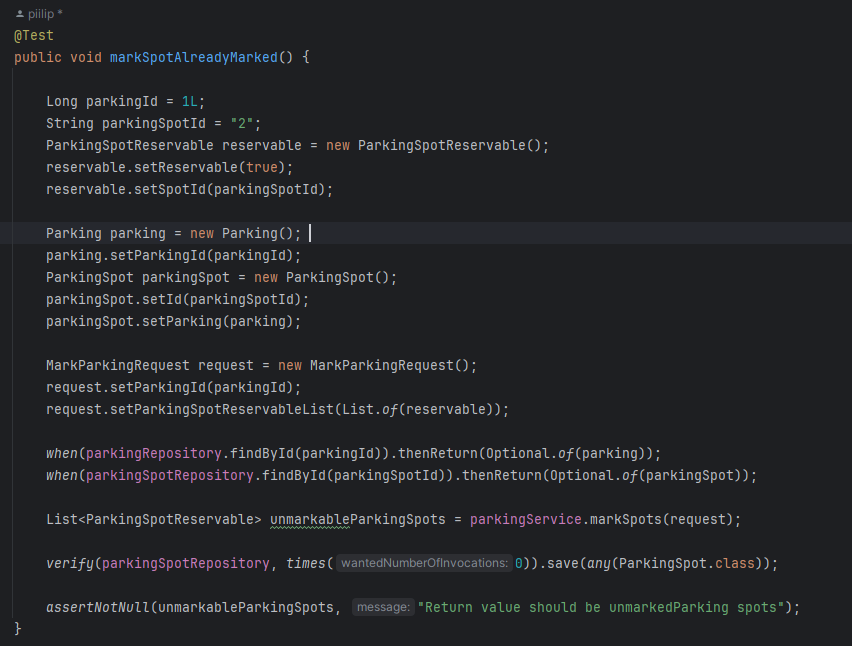 piilip *
@Test
public void markSpotAlreadyMarked() {
Long parkingId = 1L;
String parkingSpotId = "2";
ParkingSpotReservable reservable = new ParkingSpotReservable();
reservable.setReservable(true);
reservable.setSpotId(parkingSpotId);
Parking parking = new Parking();
parking.setParkingId(parkingId);
ParkingSpot parkingSpot = new ParkingSpot();
parkingSpot.setId(parkingSpotId);
parkingSpot.setParking(parking);
MarkParkingRequest request = new MarkParkingRequest();
request.setParkingId(parkingId);
request.setParkingSpotReservableList(List.of(reservable));
when(parkingRepository.findById(parkingId)).thenReturn(Optional.of(parking));
when(parkingSpotRepository.findById(parkingSpotId)).thenReturn(Optional.of(parkingSpot));
List<ParkingSpotReservable> unmarkableParkingSpots = parkingService.markSpots(request);
verify(parkingSpotRepository, times( wantedNumberOfInvocations: 0)).save(any(ParkingSpot.class));
assertNotNull(unmarkableParkingSpots, message: "Return value should be unmarkedParking spots");
}